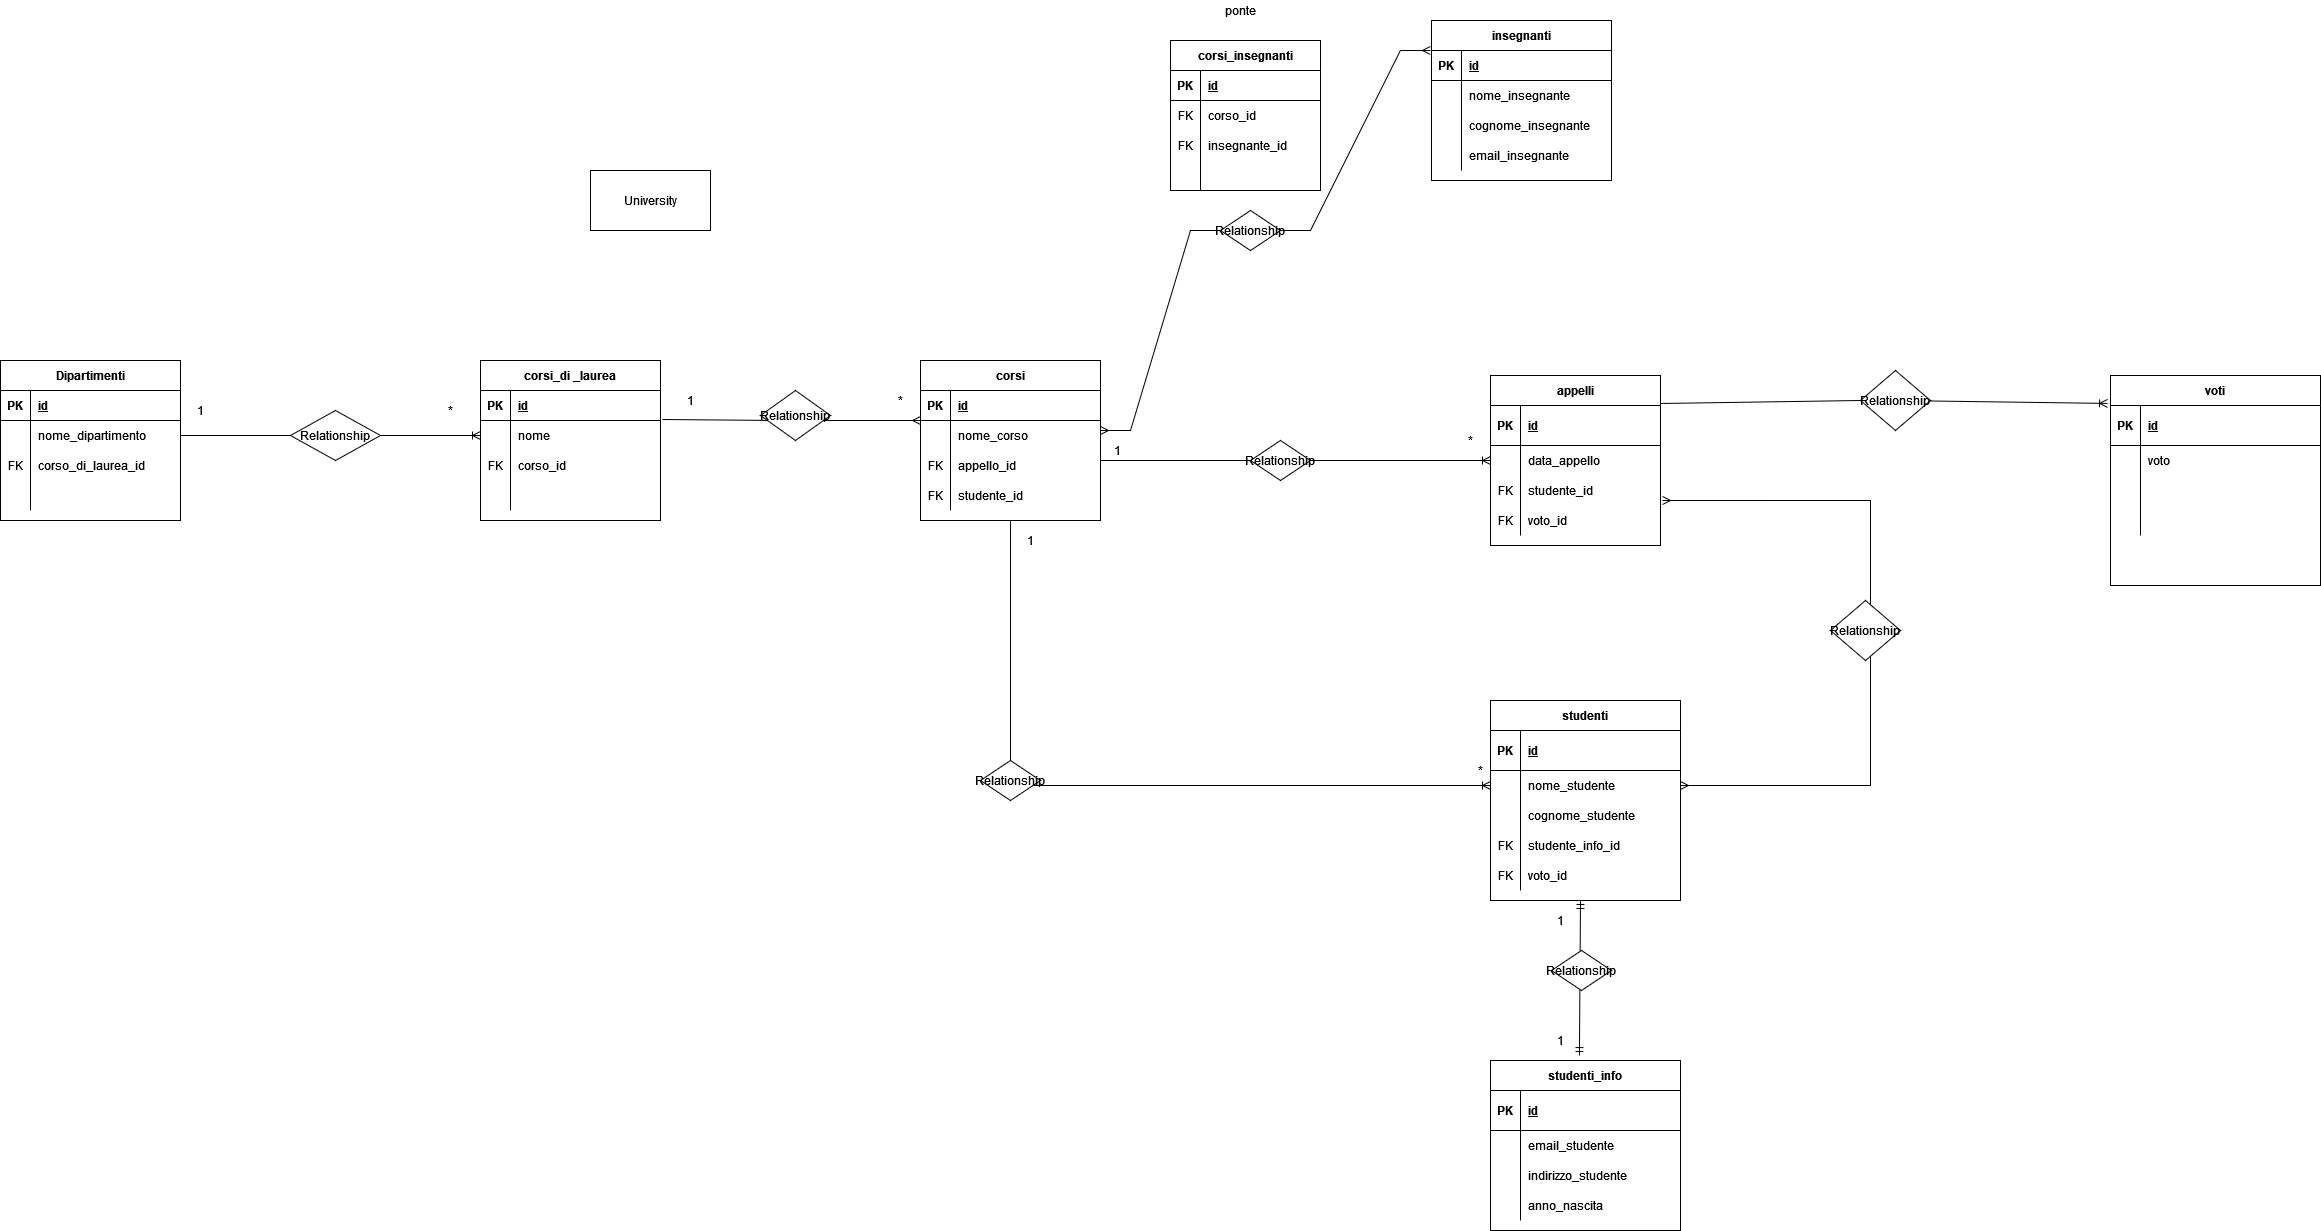 ponte
corsi_insegnanti
PK id
FK corso_id
FK insegnante_id
insegnanti
PK id
nome_insegnante
cognome_insegnante
email_insegnante
University
Relationship
Dipartimenti
PK id
nome_dipartimento
FK corso_di_laurea_id
1
Relationship
*
corsi_di _laurea
PK id
nome
FK corso_id
1
Relationship
*
corsi
PK id
nome_corso
FK appello_id
FK studente_id
1
Relationship
*
appelli
PK id
data_appello
FK studente_id
FK voto_id
Relationship
voti
PK id
voto
1
Relationship
Relationship
*
studenti
PK id
nome_studente
cognome_studente
FK studente_info_id
FK voto_id
1
Relationship
1
studenti_info
PK id
email_studente
indirizzo_studente
anno_nascita